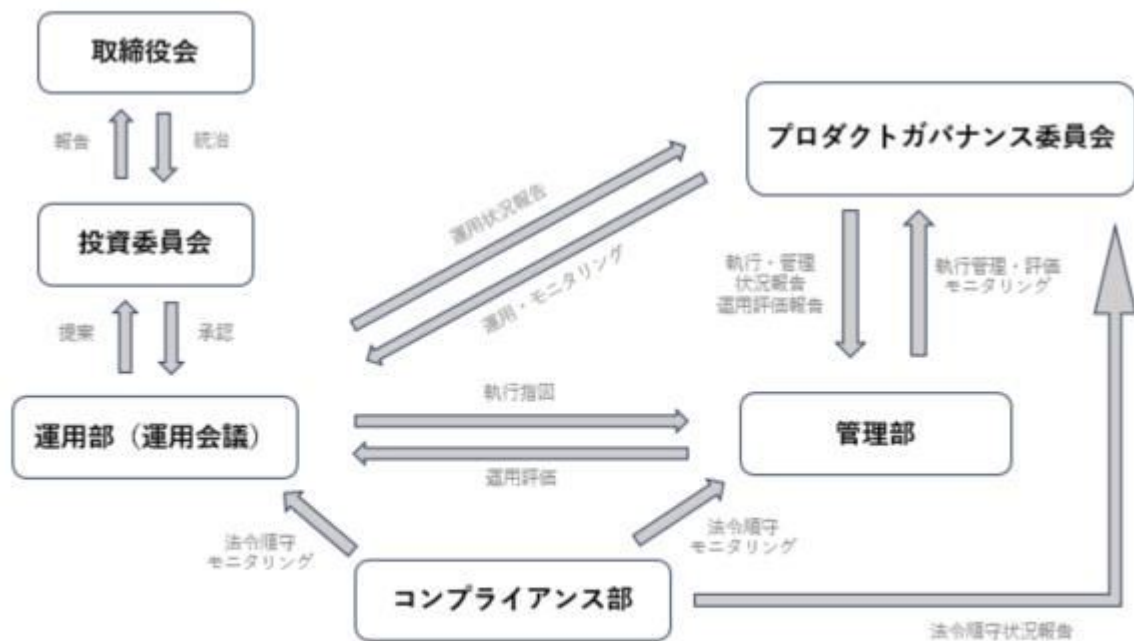 取締役会
報告
統治
プロダクトガバナンス委員会
投資委員会
運用状況報告
運用・モニタリング
執行・管理
状況報告
運用評価報告
執行管理・評価
モニタリング
提案
承認
運用部（運用会議）
執行指図
運用評価
管理部
法令順守
モニタリング
法令順守
モニタリング
コンプライアンス部
法令順守状況報告